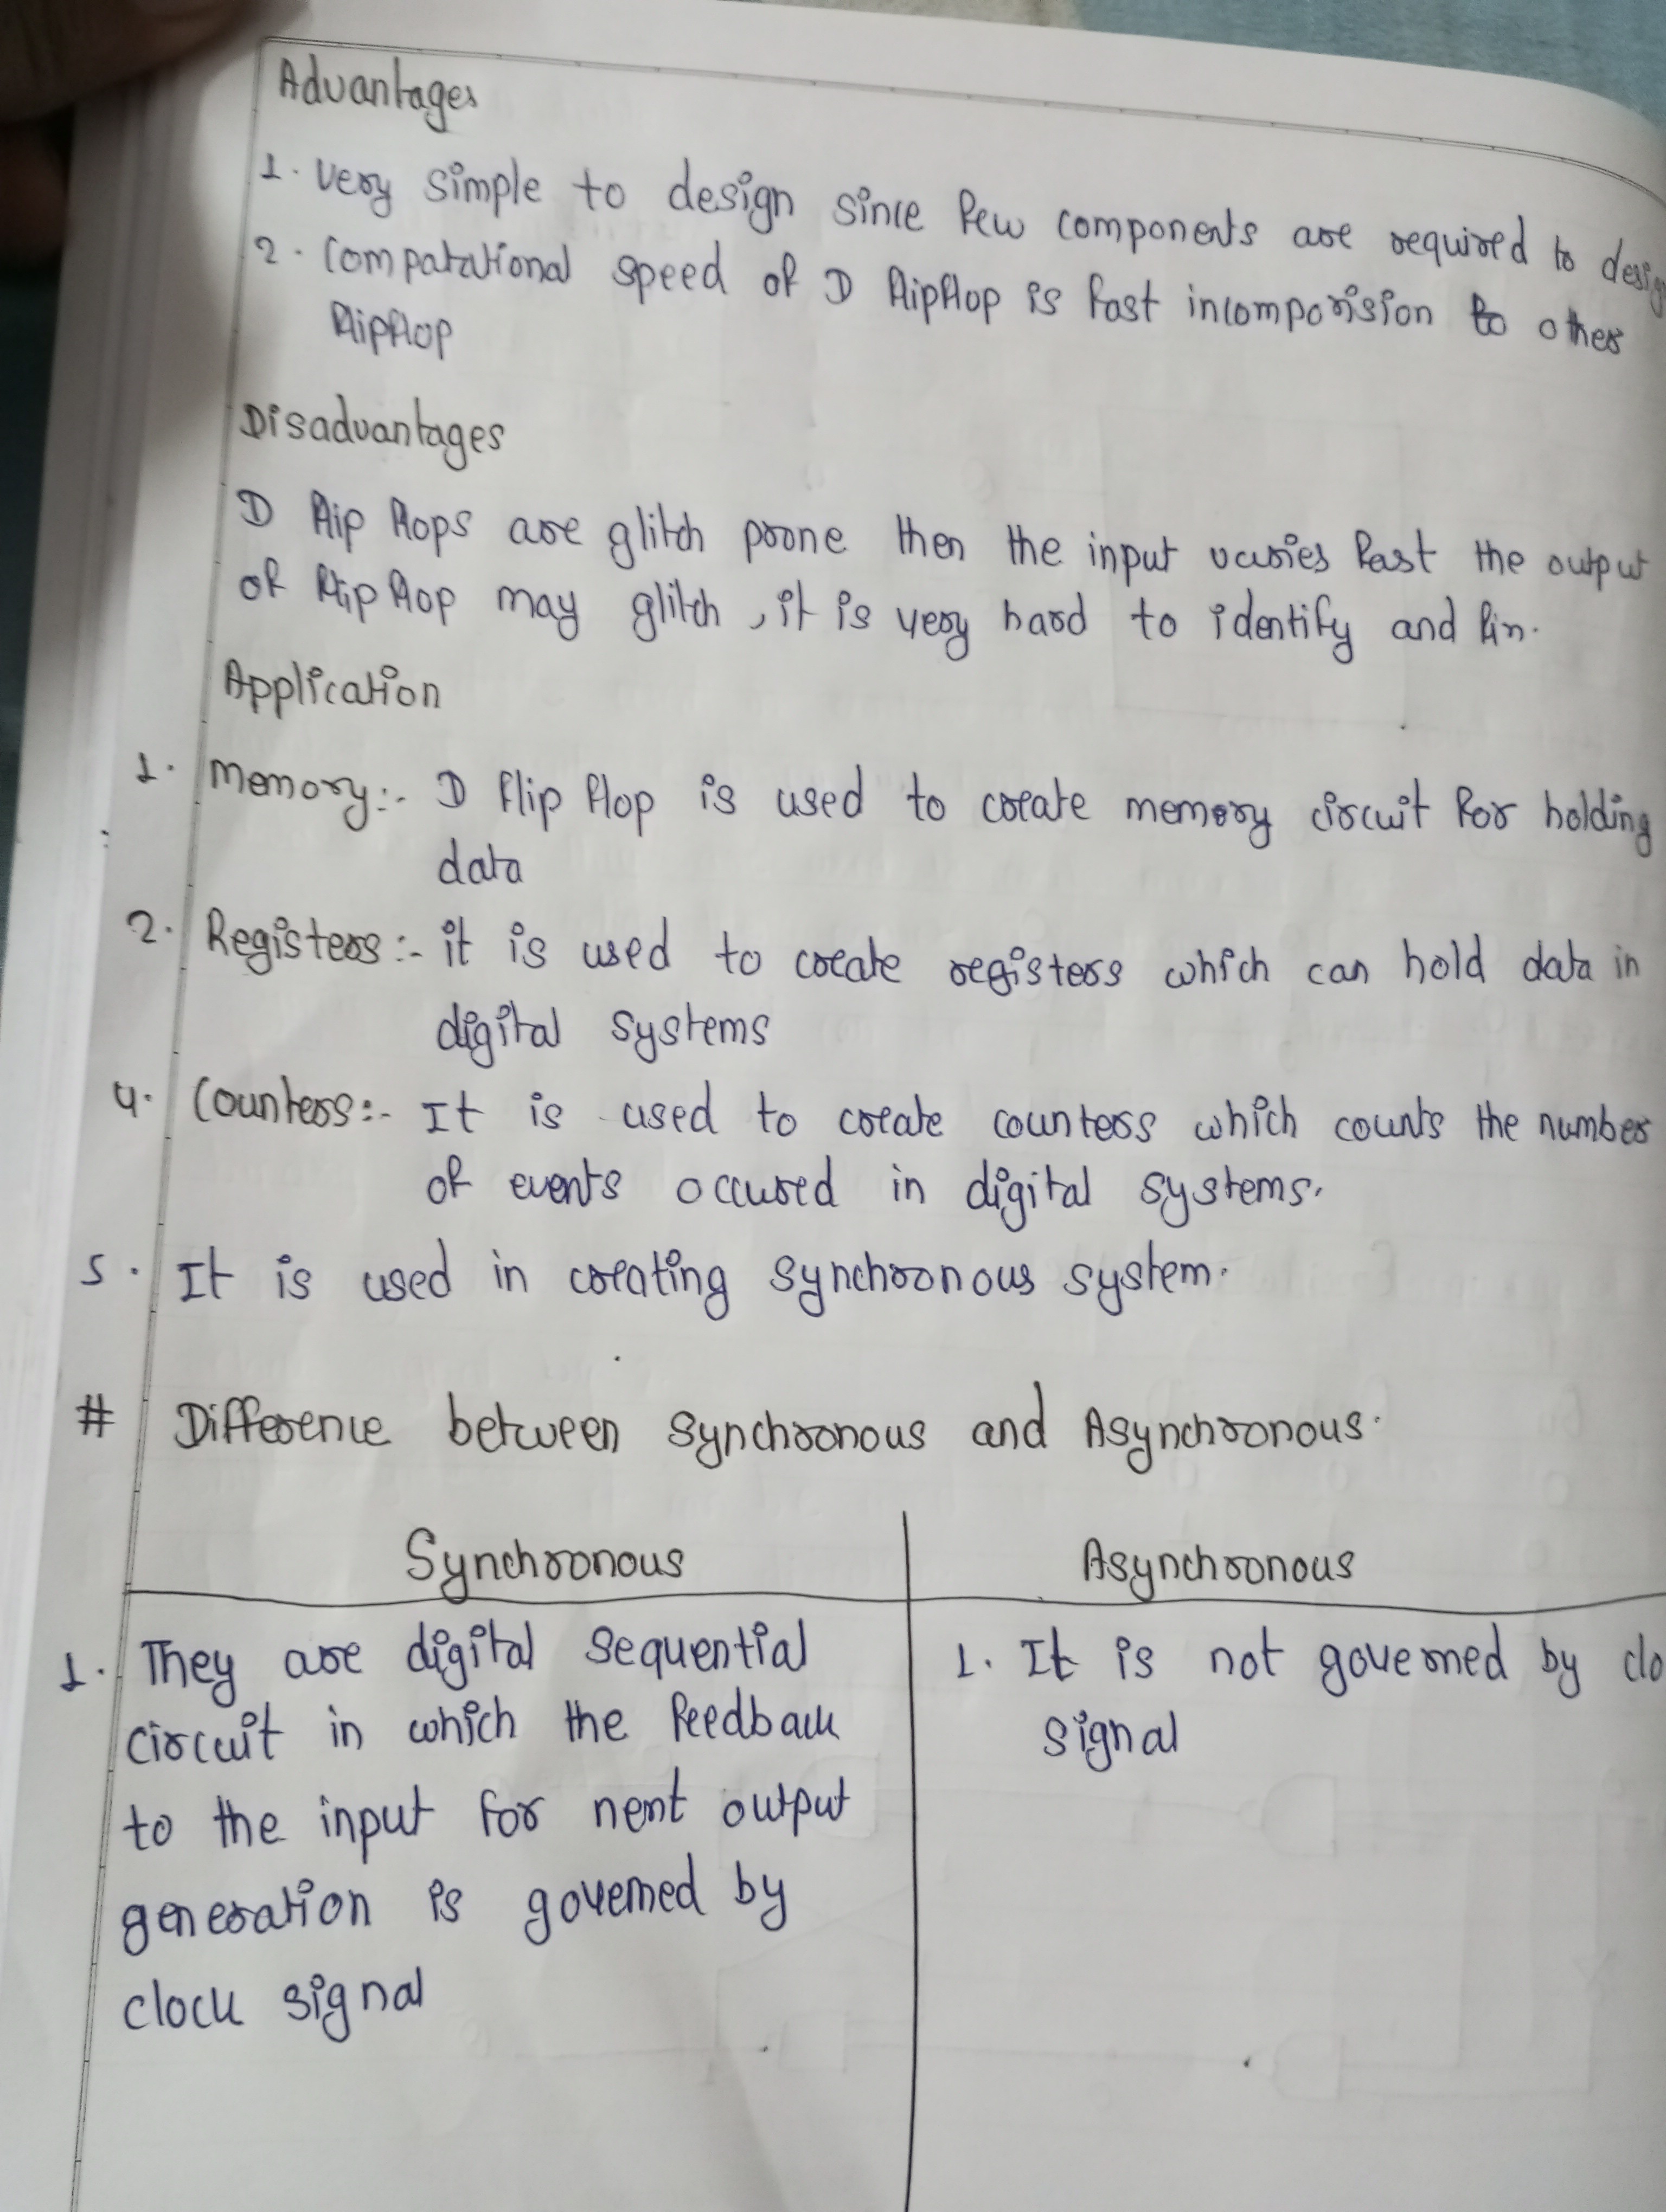 Advantages
1. Very simple to design since few components are required to desig
2. Computational speed of D flipflop is fast incomporision to other
flipflop
Disadvantages
D flip flops are glitch prone then the input varies fast the output
of flip flop may glitch, it is very hard to identify and fix.
Application
1. Memory:- D flip flop is used to create memory circuit for holding
data
2. Registers:- it is used to create registers which can hold data in
digital systems
4. Counters:- It is used to create counters which counts the number
of events occured in digital systems.
5. It is used in creating synchronous system.
# Difference between synchronous and Asynchronous.
Synchronous Asynchronous
1. They are digital sequential 1. It is not governed by clo
circuit in which the feedback signal
to the input for next output
generation is governed by
clock signal